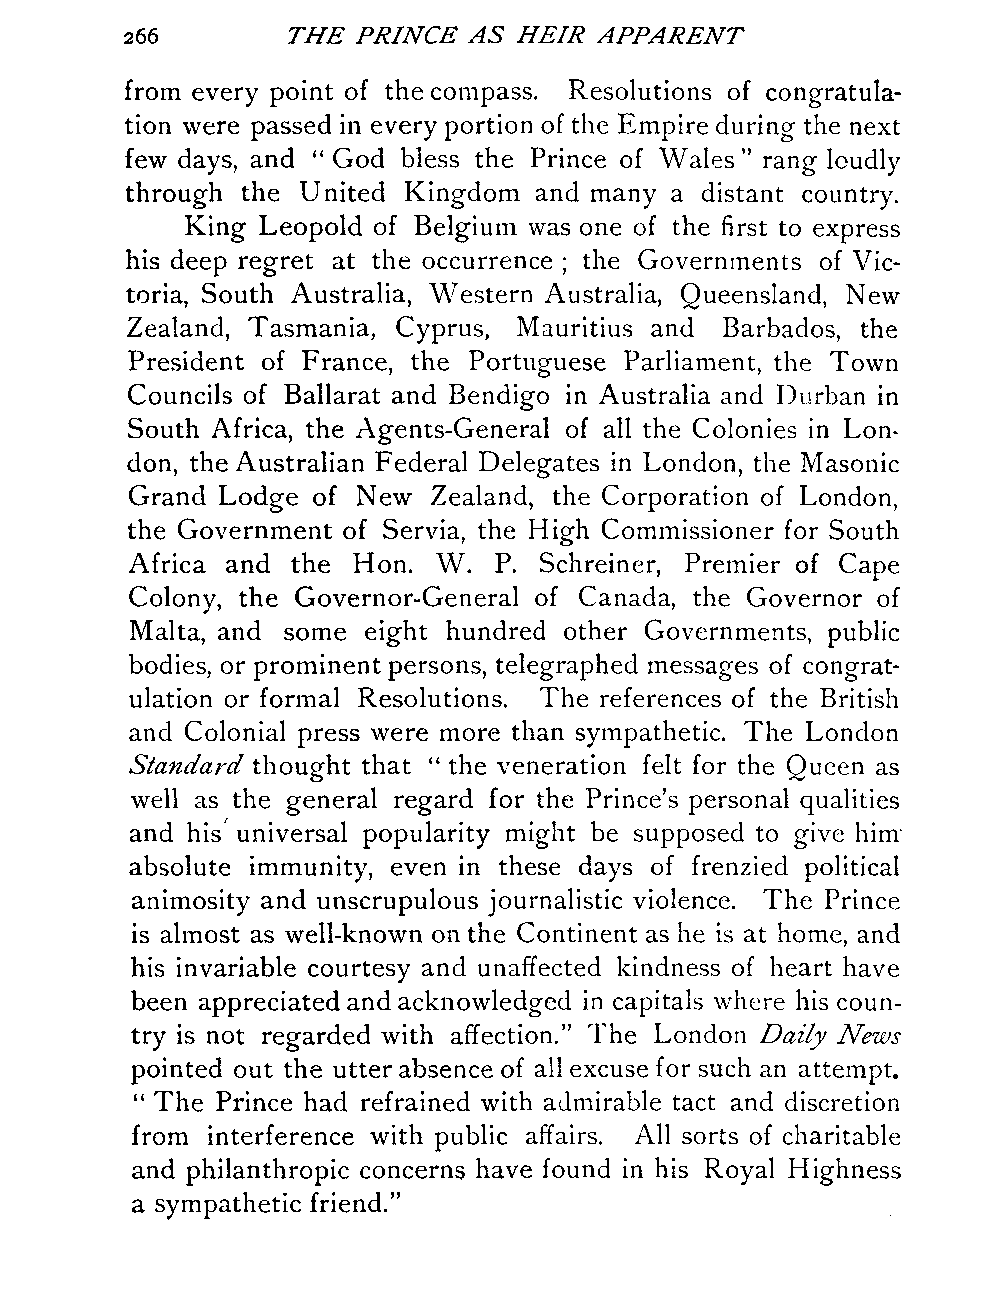 266 THE PRINCE AS HEIR APPARENT
from every point of the compass. Resolutions of congratula-
tion were passed in every portion of the Empire during the next
few days, and “ God bless the Prince of Wales ” rang loudly
through the United Kingdom and many a distant country.
King Leopold of Belgium was one of the first to express
his deep regret at the occurrence ; the Governments of Vic-
toria, South Australia, Western Australia, Queensland, New
Zealand, Tasmania, Cyprus, Mauritius and Barbados, the
President of France, the Portuguese Parliament, the Town
Councils of Ballarat and Bendigo in Australia and Durban in
South Africa, the Agents-General of all the Colonies in Lon-
don, the Australian Federal Delegates in London, the Masonic
Grand Lodge of New Zealand, the Corporation of London,
the Government of Servia, the High Commissioner for South
Africa and the Hon. W. P. Schreiner, Premier of Cape
Colony, the Governor-General of Canada, the Governor of
Malta, and some eight hundred other Governments, public
bodies, or prominent persons, telegraphed messages of congrat-
ulation or formal Resolutions. The references of the British
and Colonial press were more than sympathetic. The London
Standard thought that “ the veneration felt for the Queen as
well as the general regard for the Prince's personal qualities
and his universal popularity might be supposed to give him
absolute immunity, even in these days of frenzied political
animosity and unscrupulous journalistic violence. The Prince
is almost as well-known on the Continent as he is at home, and
his invariable courtesy and unaffected kindness of heart have
been appreciated and acknowledged in capitals where his coun-
try is not regarded with affection.” The London Daily News
pointed out the utter absence of all excuse for such an attempt.
“ The Prince had refrained with admirable tact and discretion
from interference with public affairs. All sorts of charitable
and philanthropic concerns have found in his Royal Highness
a sympathetic friend.”